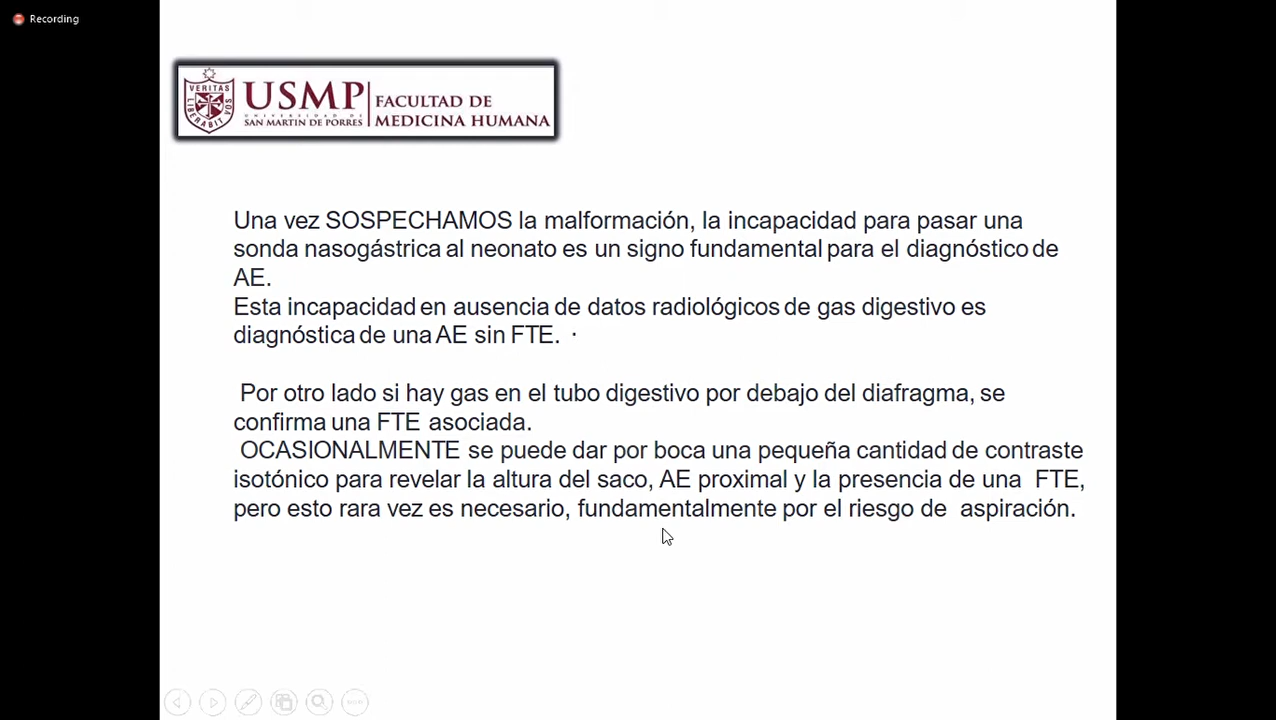 Recording
VERITAS
LIBERABIT VOS
USMP
UNIVERSIDAD DE
SAN MARTIN DE PORRES
FACULTAD DE
MEDICINA HUMANA
Una vez SOSPECHAMOS la malformación, la incapacidad para pasar una
sonda nasogástrica al neonato es un signo fundamental para el diagnóstico de
AE.
Esta incapacidad en ausencia de datos radiológicos de gas digestivo es
diagnóstica de una AE sin FTE. ·
Por otro lado si hay gas en el tubo digestivo por debajo del diafragma, se
confirma una FTE asociada.
OCASIONALMENTE se puede dar por boca una pequeña cantidad de contraste
isotónico para revelar la altura del saco, AE proximal y la presencia de una FTE,
pero esto rara vez es necesario, fundamentalmente por el riesgo de aspiración.